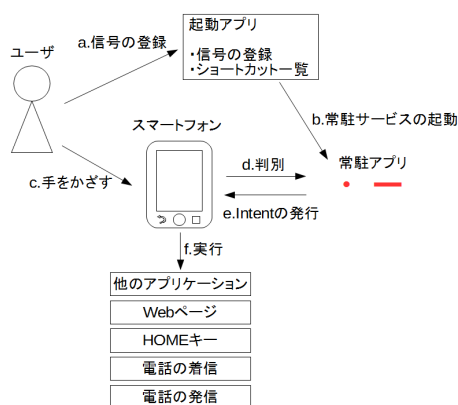 起動アプリ
a.信号の登録
・信号の登録
・ショートカット一覧
ユーザ
b.常駐サービスの起動
スマートフォン
d.判別
常駐アプリ
c.手をかざす
e.Intentの発行
f.実行
他のアプリケーション
Webページ
HOMEキー
電話の着信
電話の発信